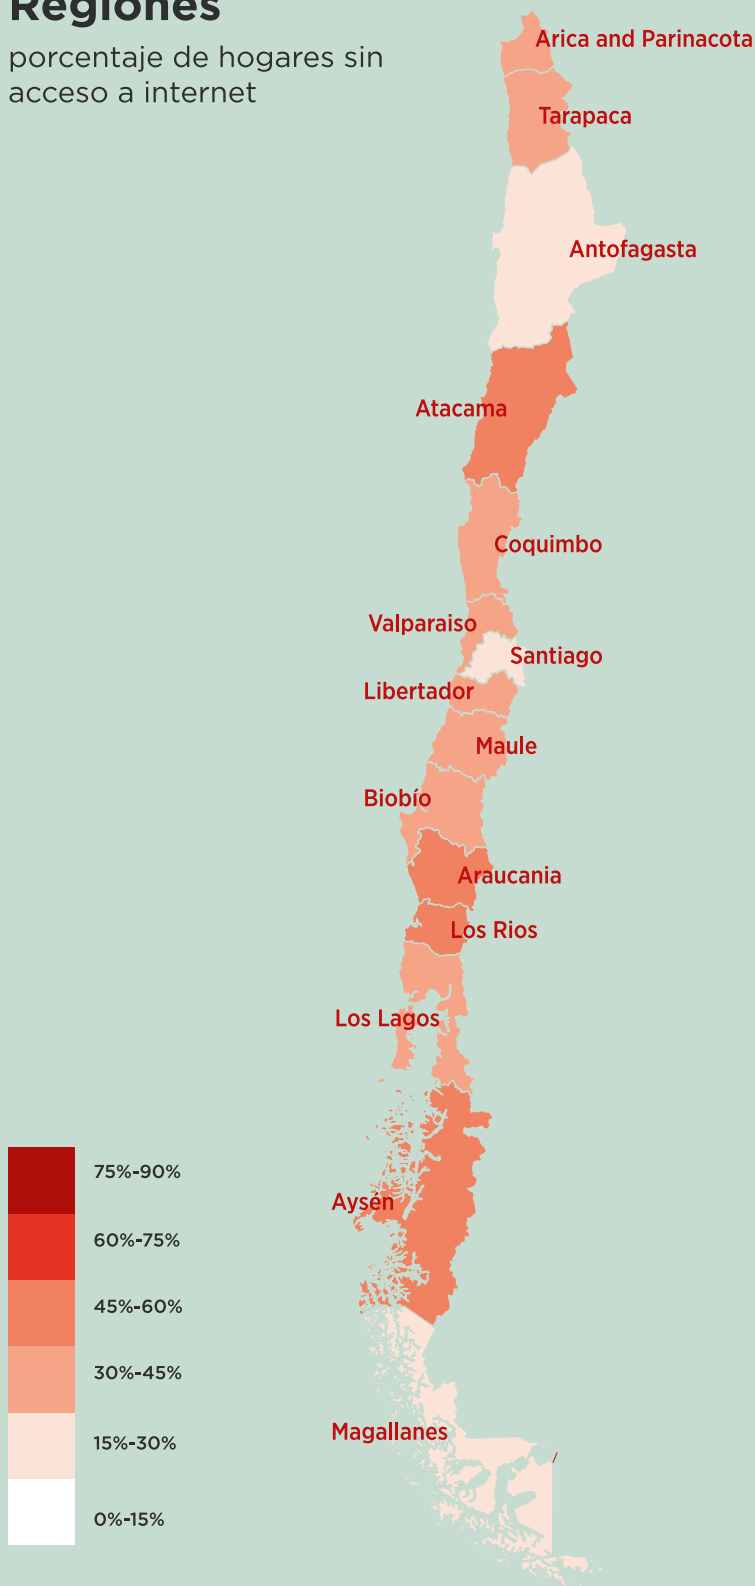 Regiones
porcentaje de hogares sin
acceso a internet
Arica and Parinacota
Tarapaca
Antofagasta
Atacama
Coquimbo
Valparaiso
Santiago
Libertador
Maule
Biobío
Araucania
Los Rios
Los Lagos
Aysén
Magallanes
75%-90%
60%-75%
45%-60%
30%-45%
15%-30%
0%-15%